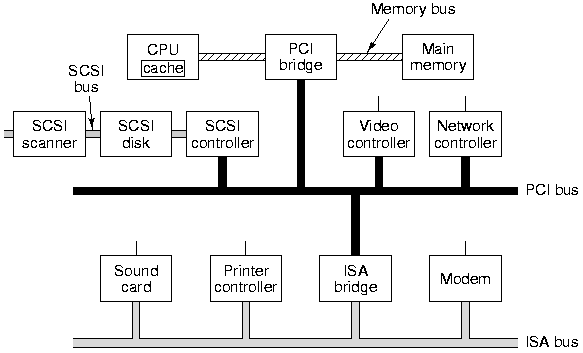 Memory bus
CPU
cache
PCI
bridge
Main
memory
SCSI
bus
SCSI
scanner
SCSI
disk
SCSI
controller
Video
controller
Network
controller
PCI bus
Sound
card
Printer
controller
ISA
bridge
Modem
ISA bus